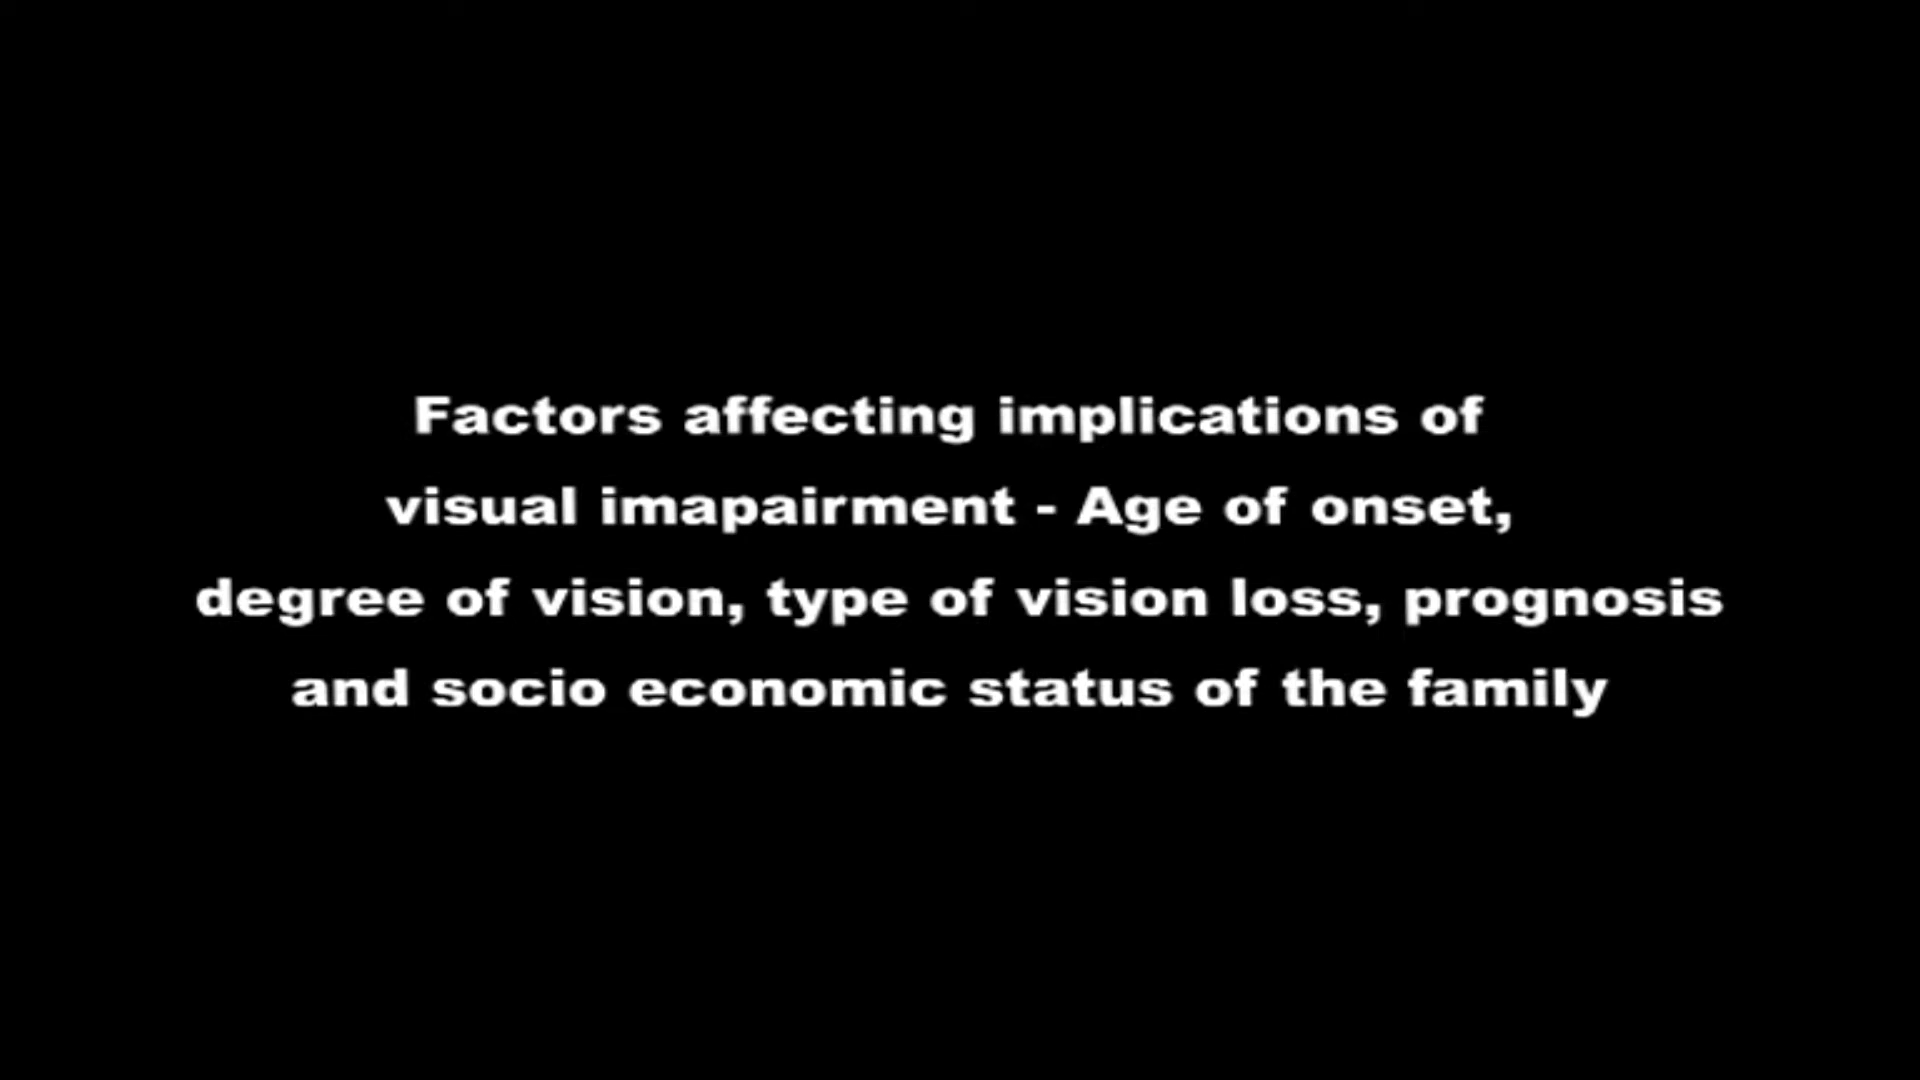 Factors affecting implications of
visual imapairment - Age of onset,
degree of vision, type of vision loss, prognosis
and socio economic status of the family